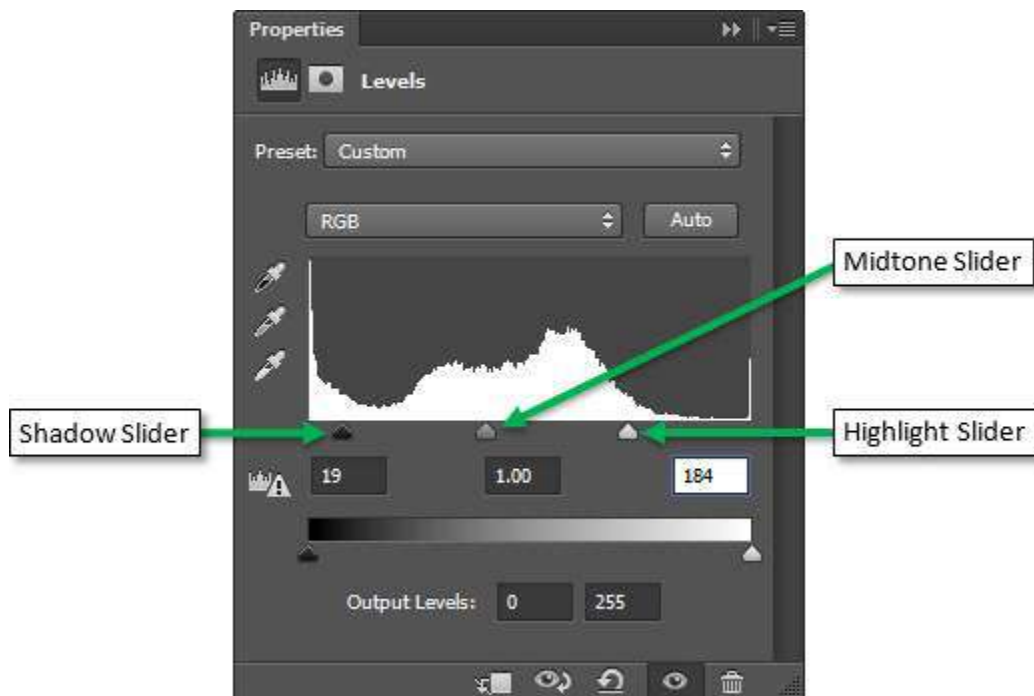 Properties
Levels
Preset: Custom
RGB Auto
Midtone Slider
Shadow Slider
Highlight Slider
19 1.00 184
Output Levels: 0 255